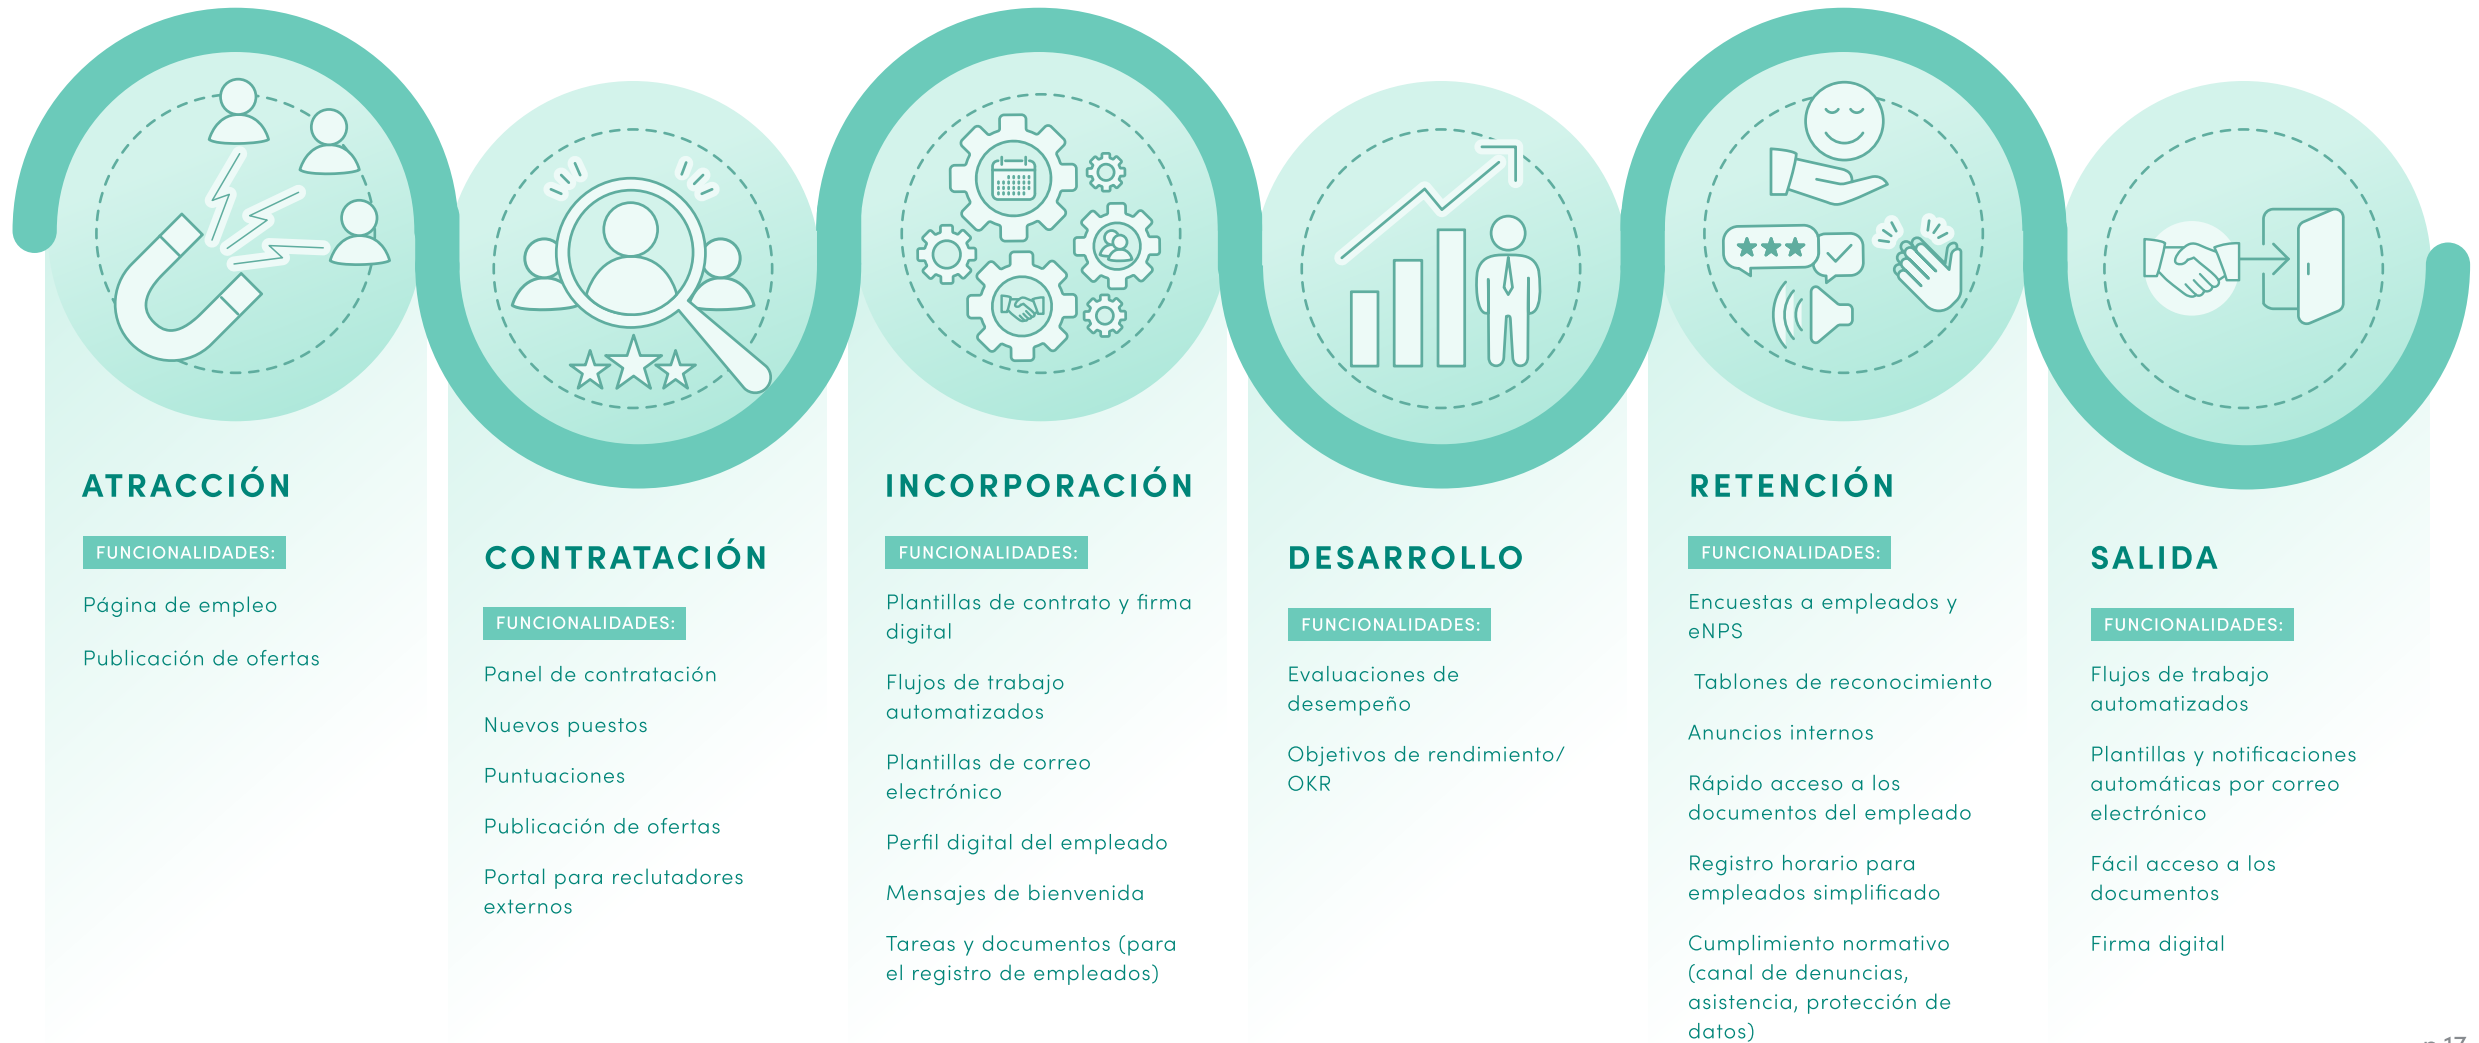 ATRACCIÓN
FUNCIONALIDADES:
Página de empleo
Publicación de ofertas
CONTRATACIÓN
FUNCIONALIDADES:
Panel de contratación
Nuevos puestos
Puntuaciones
Publicación de ofertas
Portal para reclutadores
externos
INCORPORACIÓN
FUNCIONALIDADES:
Plantillas de contrato y firma
digital
Flujos de trabajo
automatizados
Plantillas de correo
electrónico
Perfil digital del empleado
Mensajes de bienvenida
Tareas y documentos (para
el registro de empleados)
DESARROLLO
FUNCIONALIDADES:
Evaluaciones de
desempeño
Objetivos de rendimiento/
OKR
RETENCIÓN
FUNCIONALIDADES:
Encuestas a empleados y
eNPS
Tablones de reconocimiento
Anuncios internos
Rápido acceso a los
documentos del empleado
Registro horario para
empleados simplificado
Cumplimiento normativo
(canal de denuncias,
asistencia, protección de
datos)
SALIDA
FUNCIONALIDADES:
Flujos de trabajo
automatizados
Plantillas y notificaciones
automáticas por correo
electrónico
Fácil acceso a los
documentos
Firma digital